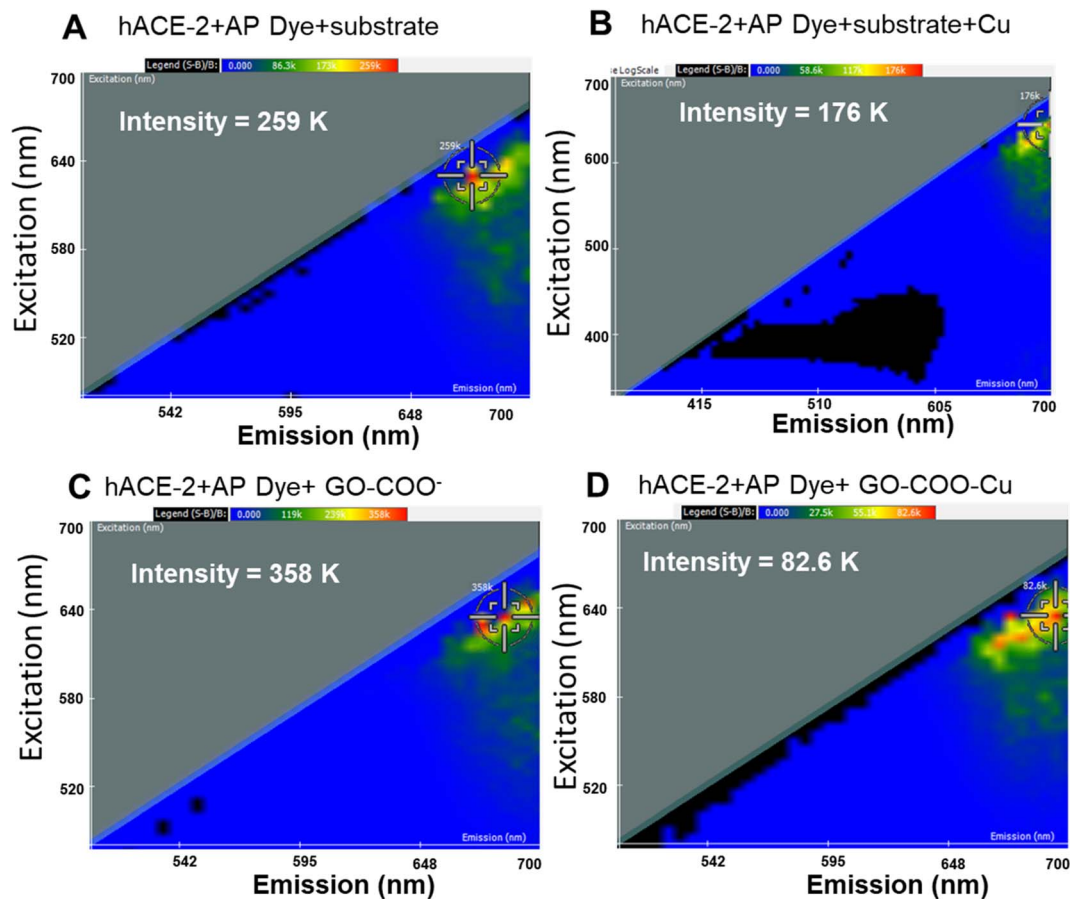 A hACE-2+AP Dye+substrate
Legend (S-B)/B: 0.000 86.3k 173k 259k
700 Excitation (nm)
Intensity = 259 K
259k
640
580
520
Excitation (nm)
Emission (nm)
542 595 648 700
Emission (nm)
B hACE-2+AP Dye+substrate+Cu
se LogScale Legend (S-B)/B: 0.000 58.6k 117k 176k
700 Excitation (nm)
176k
Intensity = 176 K
600
500
400
Excitation (nm)
Emission (nm)
415 510 605 700
Emission (nm)
C hACE-2+AP Dye+ GO-COO-
Legend (S-B)/B: 0.000 119k 239k 358k
700 Excitation (nm)
Intensity = 358 K
358k
640
580
520
Excitation (nm)
Emission (nm)
542 595 648 700
Emission (nm)
D hACE-2+AP Dye+ GO-COO-Cu
Legend (S-B)/B: 0.000 27.5k 55.1k 82.6k
700 Excitation (nm)
Intensity = 82.6 K
82.6k
640
580
520
Excitation (nm)
Emission (nm)
542 595 648 700
Emission (nm)